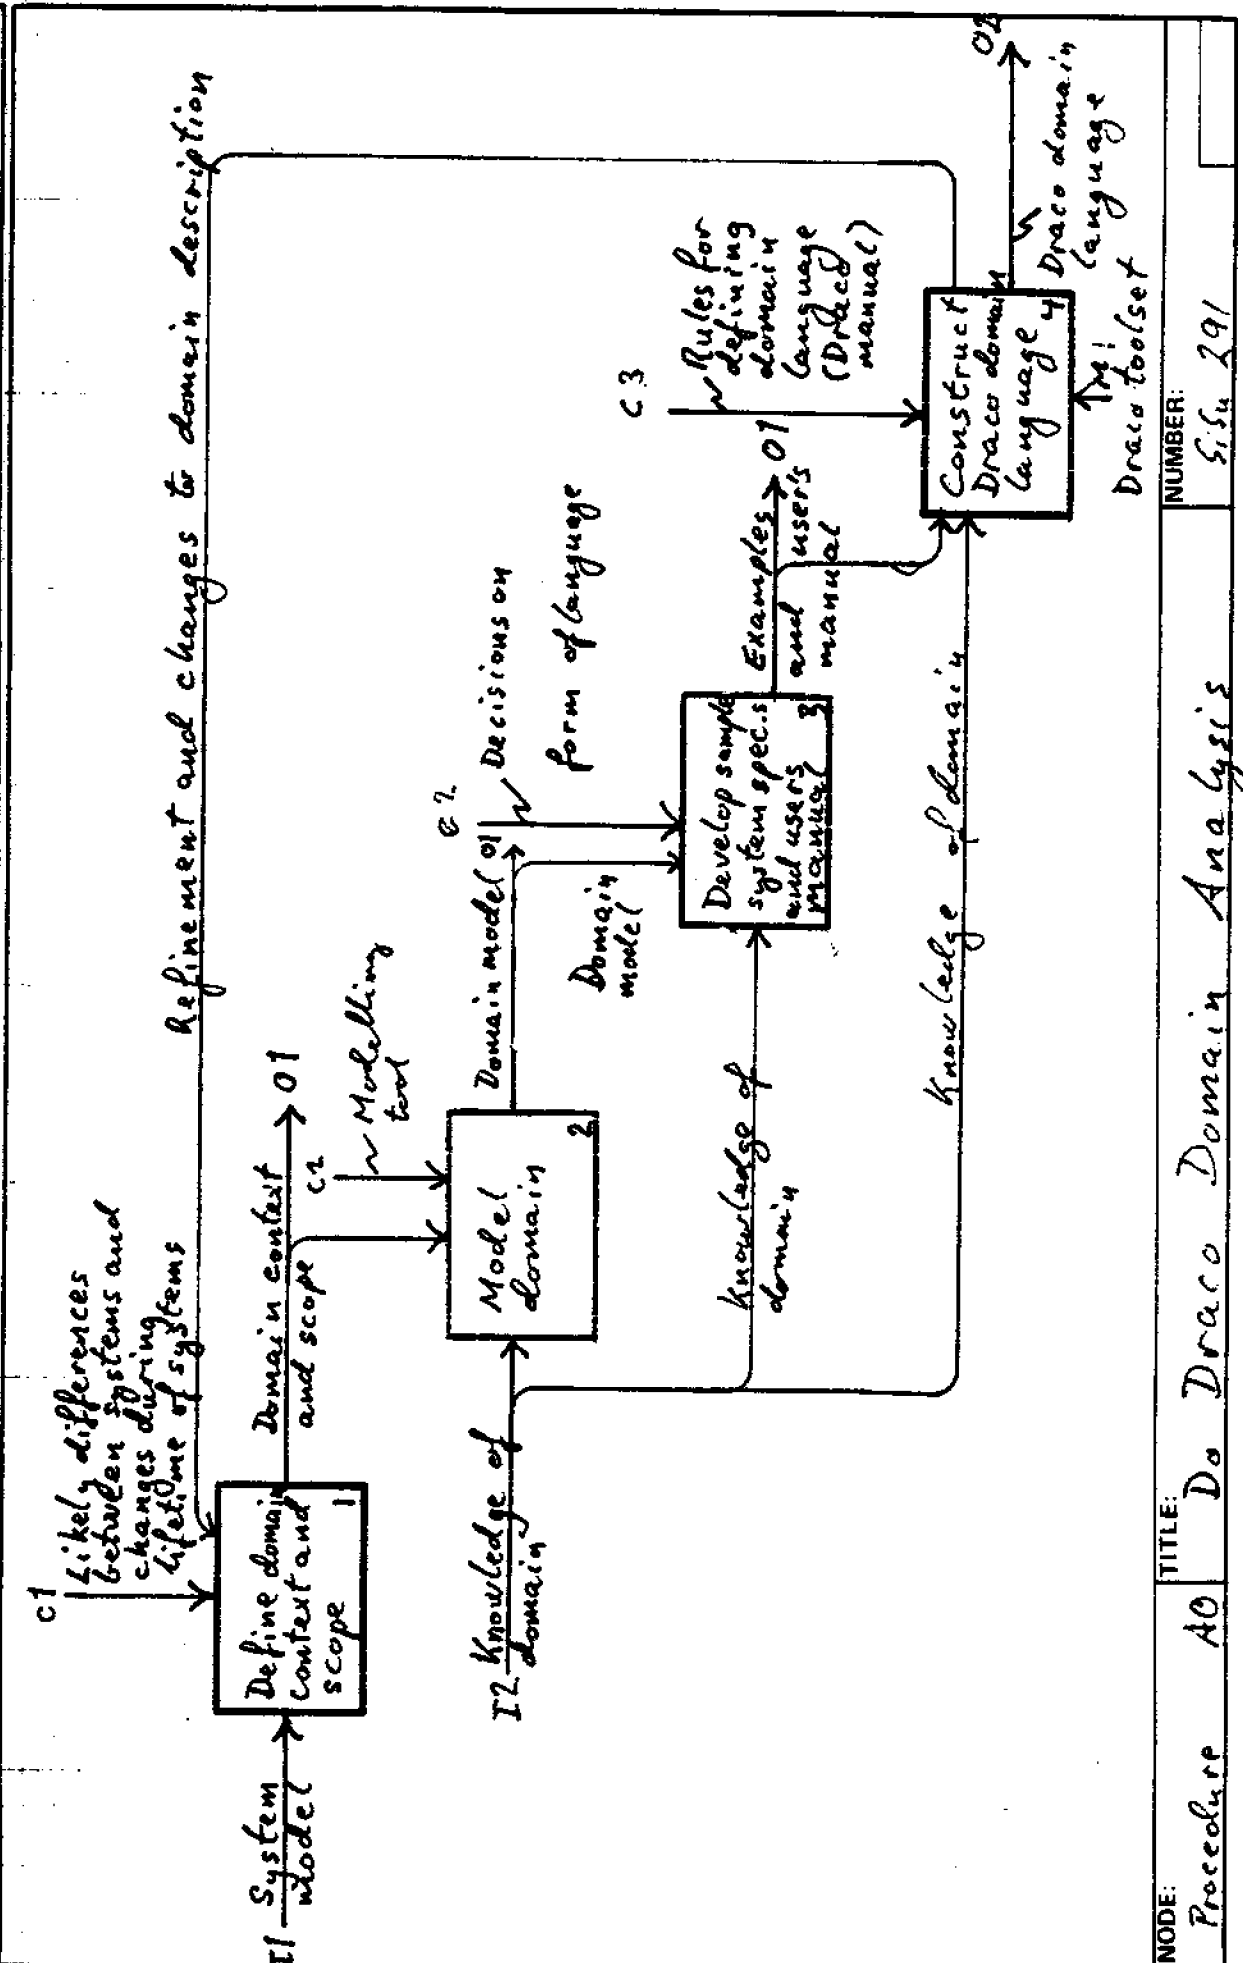 Refinement and changes to domain description
c1
Likely differences
between systems and
changes during
lifetime of systems
I1
System
model
Define domain
context and
scope
1
Domain context
and scope
O1
Modelling
tool
I2
Knowledge of
domain
Model
domain
2
Domain model
O1
Domain
model
c2
Decisions on
form of language
Knowledge of
domain
Develop sample
system spec.s
and users
manual
3
Examples
and user's
manual
O1
C3
Rules for
defining
domain
language
(Draco
manual)
Knowledge of domain
Construct
Draco domain
language
4
M1
Draco toolset
Draco domain
language
O2
NODE:
Procedure A0
TITLE:
Do Draco Domain Analysis
NUMBER:
SiSu 291